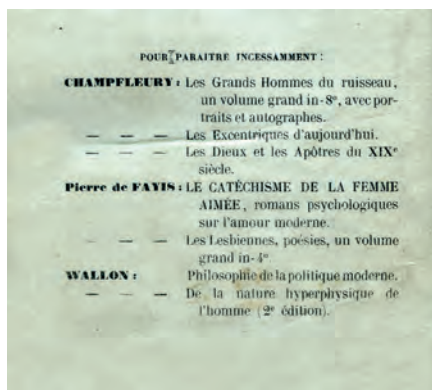 POUR PARAITRE INCESSAMMENT :
CHAMPFLEURY : Les Grands Hommes du ruisseau,
un volume grand in-8º, avec por-
traits et autographes.
— — — Les Excentriques d'aujourd'hui.
— — — Les Dieux et les Apôtres du XIXe
siècle.
Pierre de FAYIS : LE CATÉCHISME DE LA FEMME
AIMÉE, romans psychologiques
sur l'amour moderne.
— — — Les Lesbiennes, poésies, un volume
grand in-4º
WALLON : Philosophie de la politique moderne.
— — — De la nature hyperphysique de
l'homme (2e édition).